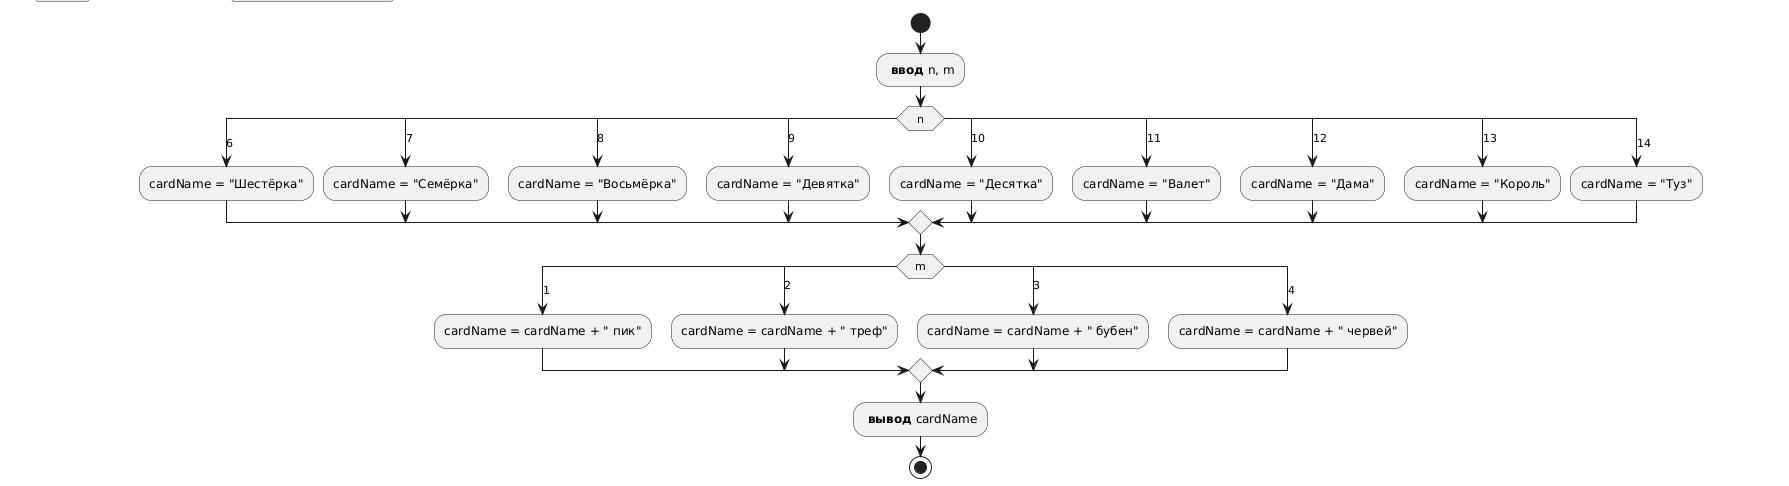 ввод n, m
n
6
7
8
9
10
11
12
13
14
cardName = "Шестёрка"
cardName = "Семёрка"
cardName = "Восьмёрка"
cardName = "Девятка"
cardName = "Десятка"
cardName = "Валет"
cardName = "Дама"
cardName = "Король"
cardName = "Туз"
m
1
2
3
4
cardName = cardName + " пик"
cardName = cardName + " треф"
cardName = cardName + " бубен"
cardName = cardName + " червей"
вывод cardName